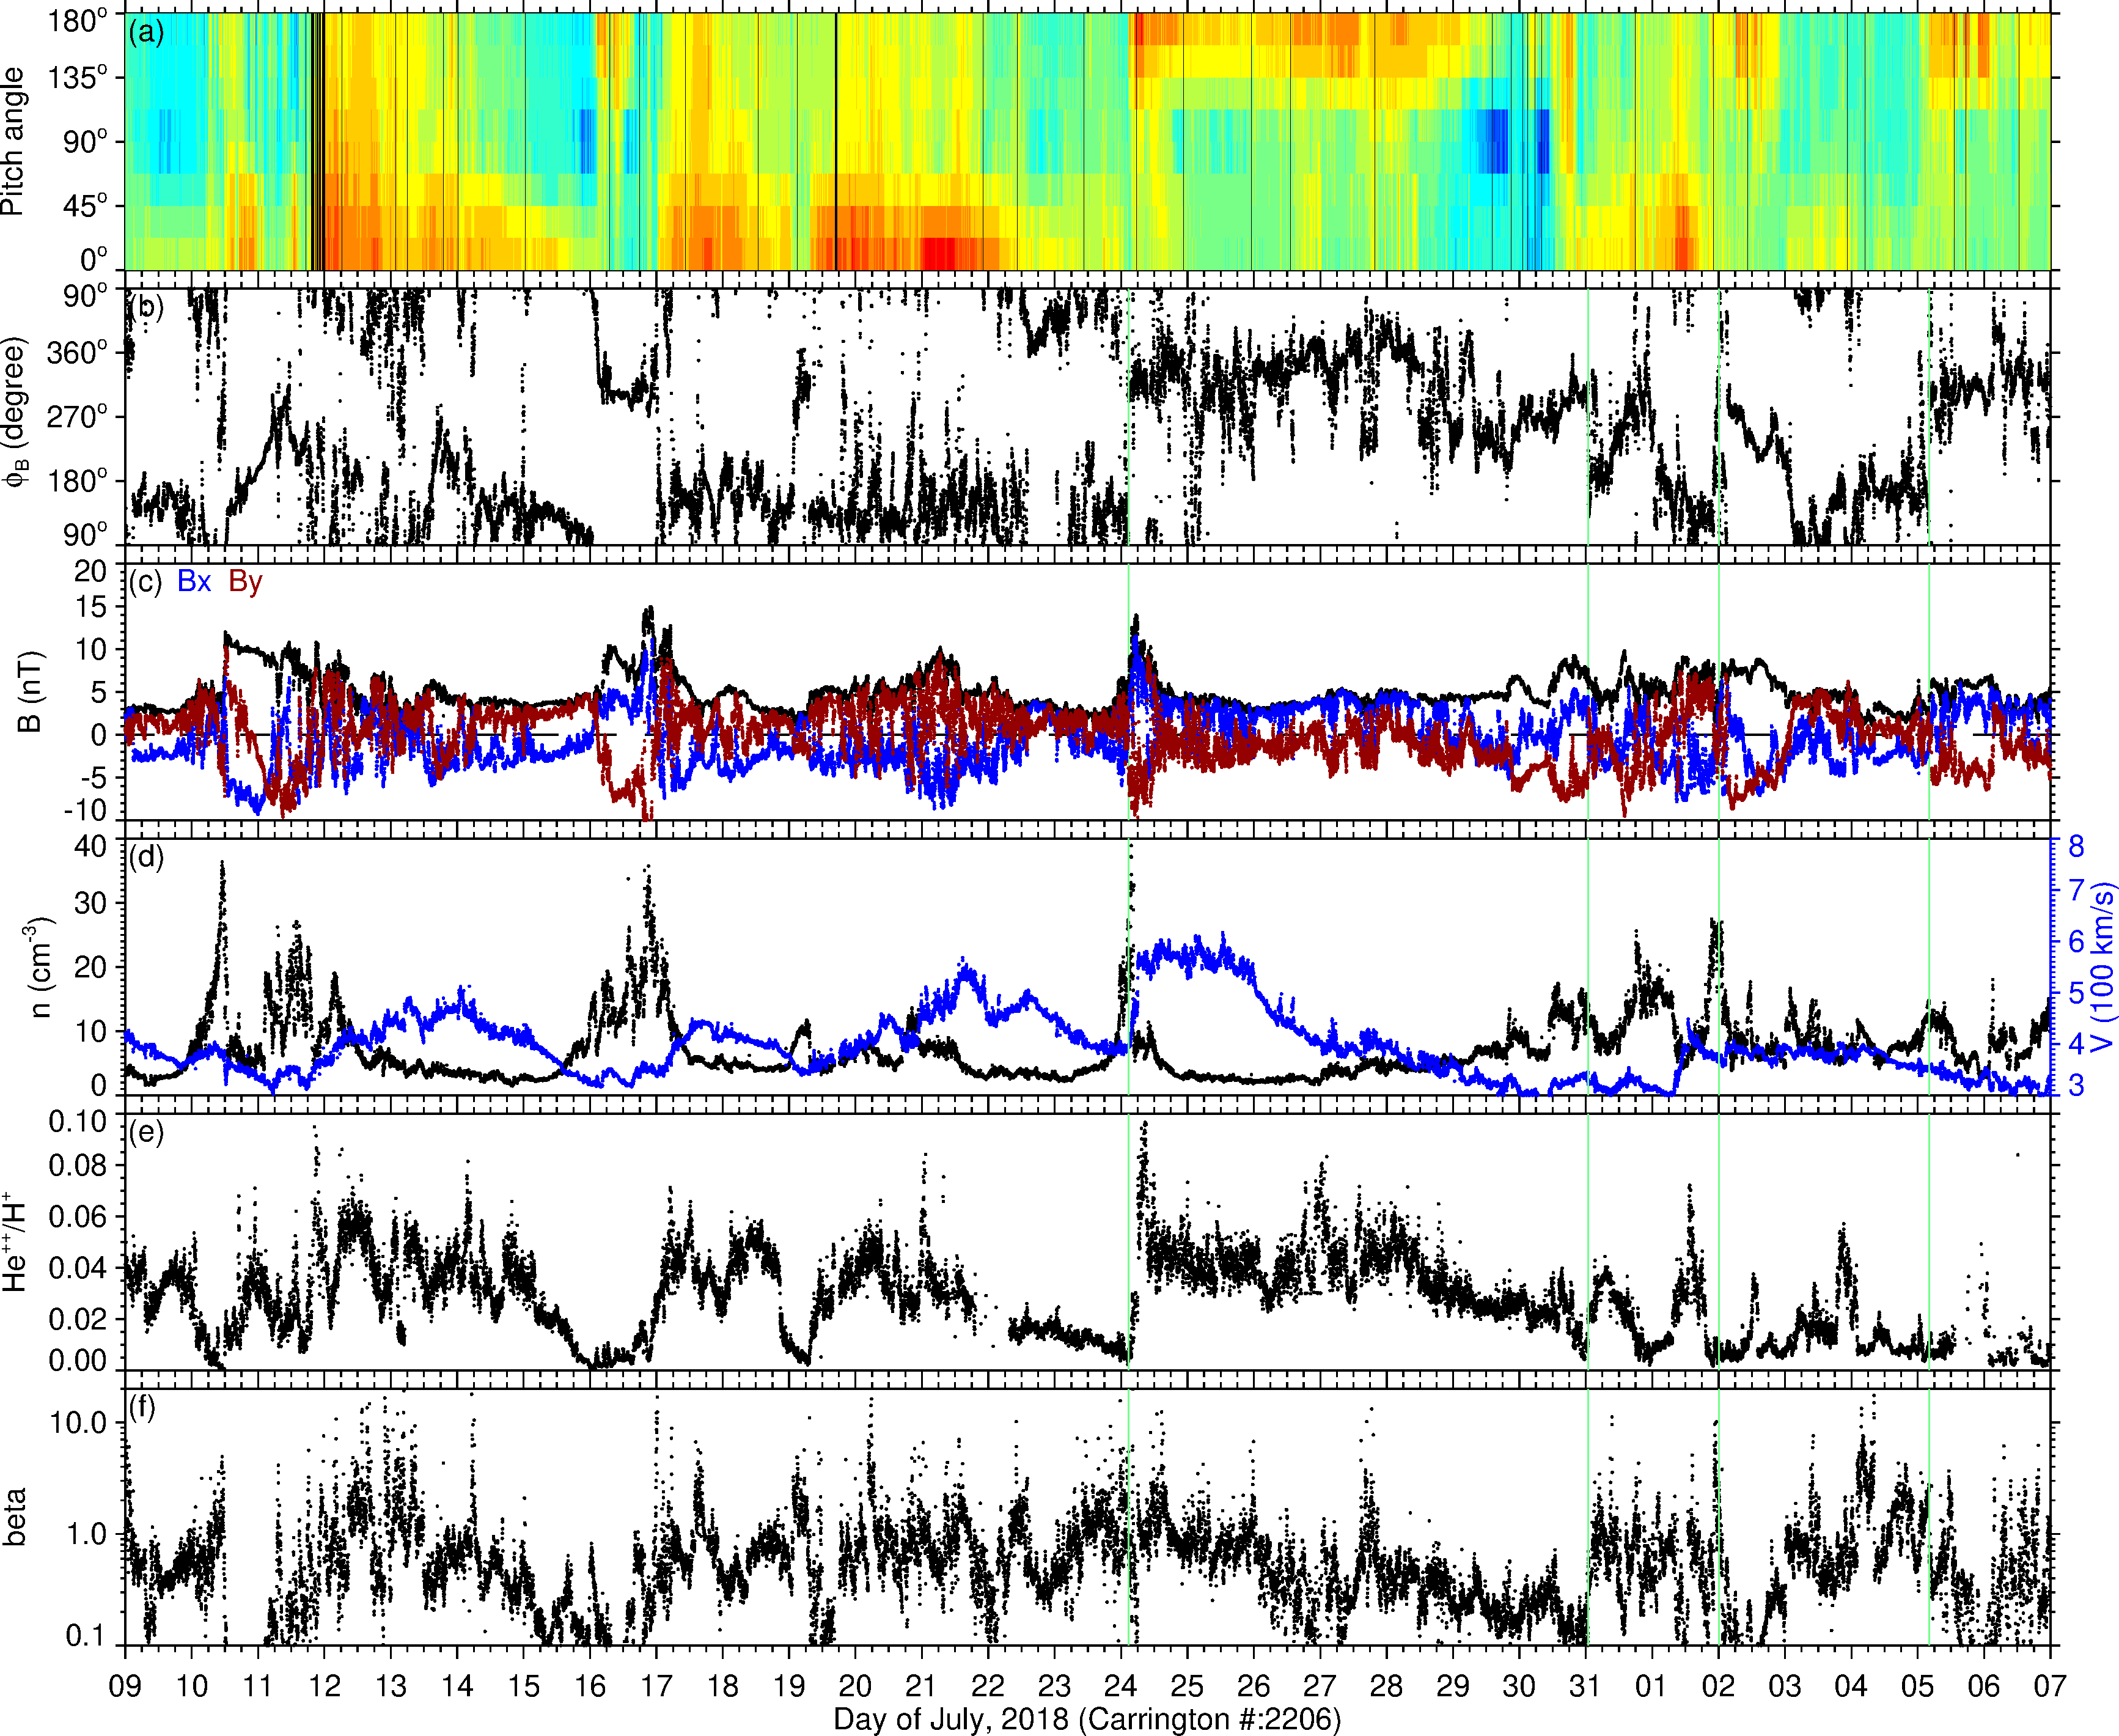 (a)
180°
135°
90°
45°
0°
Pitch angle
(b)
90°
360°
270°
180°
90°
ϕB (degree)
(c) Bx By
20
15
10
5
0
-5
-10
B (nT)
(d)
40
30
20
10
0
n (cm-3)
8
7
6
5
4
3
V (100 km/s)
(e)
0.10
0.08
0.06
0.04
0.02
0.00
He++/H+
(f)
10.0
1.0
0.1
beta
09 10 11 12 13 14 15 16 17 18 19 20 21 22 23 24 25 26 27 28 29 30 31 01 02 03 04 05 06 07
Day of July, 2018 (Carrington #:2206)